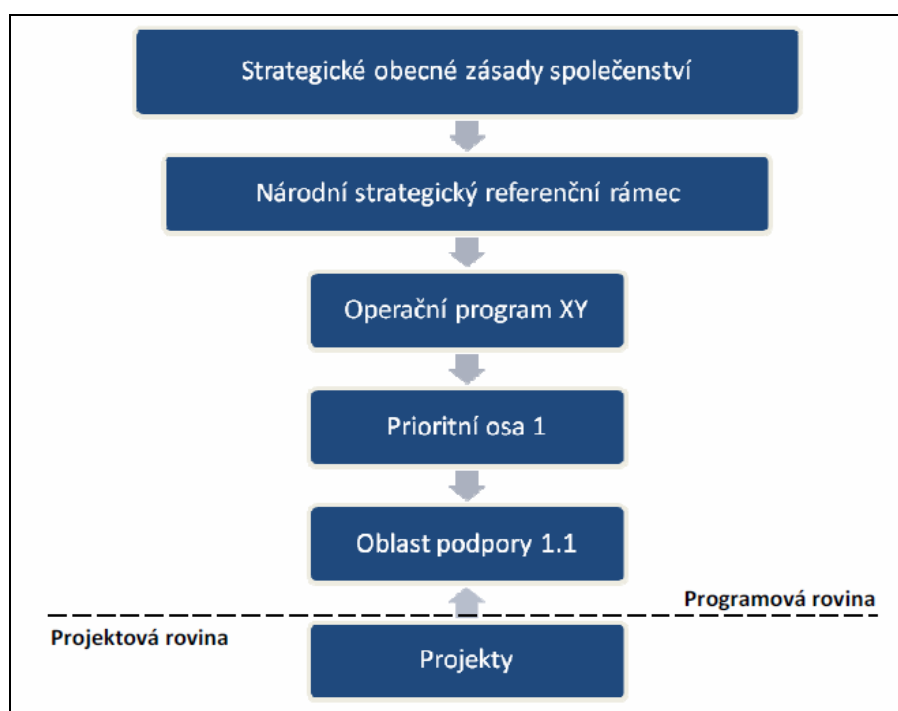 Strategické obecné zásady společenství
Národní strategický referenční rámec
Operační program XY
Prioritní osa 1
Oblast podpory 1.1
Programová rovina
Projektová rovina
Projekty